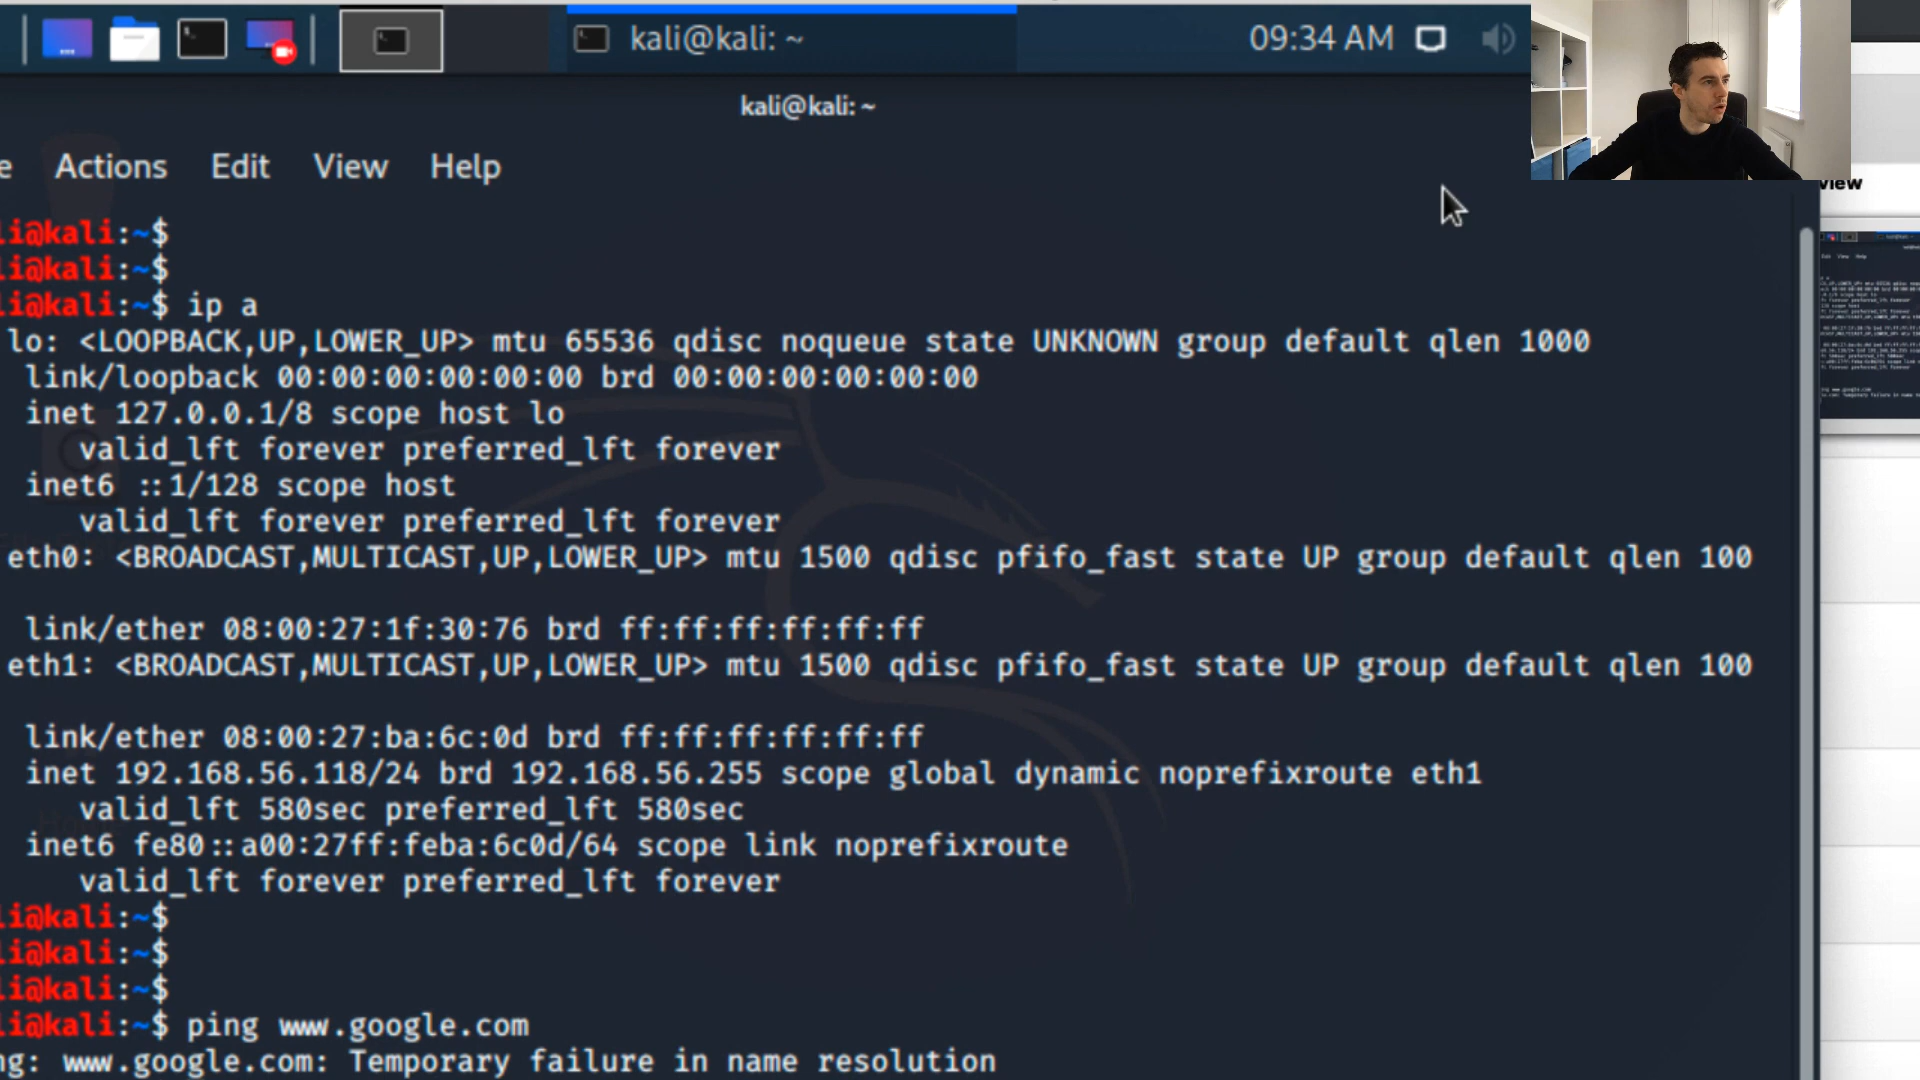 kali@kali: ~
09:34 AM
kali@kali: ~
e Actions Edit View Help
view
li@kali:~$
li@kali:~$
li@kali:~$ ip a
lo: <LOOPBACK,UP,LOWER_UP> mtu 65536 qdisc noqueue state UNKNOWN group default qlen 1000
link/loopback 00:00:00:00:00:00 brd 00:00:00:00:00:00
inet 127.0.0.1/8 scope host lo
valid_lft forever preferred_lft forever
inet6 ::1/128 scope host
valid_lft forever preferred_lft forever
eth0: <BROADCAST,MULTICAST,UP,LOWER_UP> mtu 1500 qdisc pfifo_fast state UP group default qlen 100
link/ether 08:00:27:1f:30:76 brd ff:ff:ff:ff:ff:ff
eth1: <BROADCAST,MULTICAST,UP,LOWER_UP> mtu 1500 qdisc pfifo_fast state UP group default qlen 100
link/ether 08:00:27:ba:6c:0d brd ff:ff:ff:ff:ff:ff
inet 192.168.56.118/24 brd 192.168.56.255 scope global dynamic noprefixroute eth1
valid_lft 580sec preferred_lft 580sec
inet6 fe80::a00:27ff:feba:6c0d/64 scope link noprefixroute
valid_lft forever preferred_lft forever
li@kali:~$
li@kali:~$
li@kali:~$
li@kali:~$ ping www.google.com
ng: www.google.com: Temporary failure in name resolution